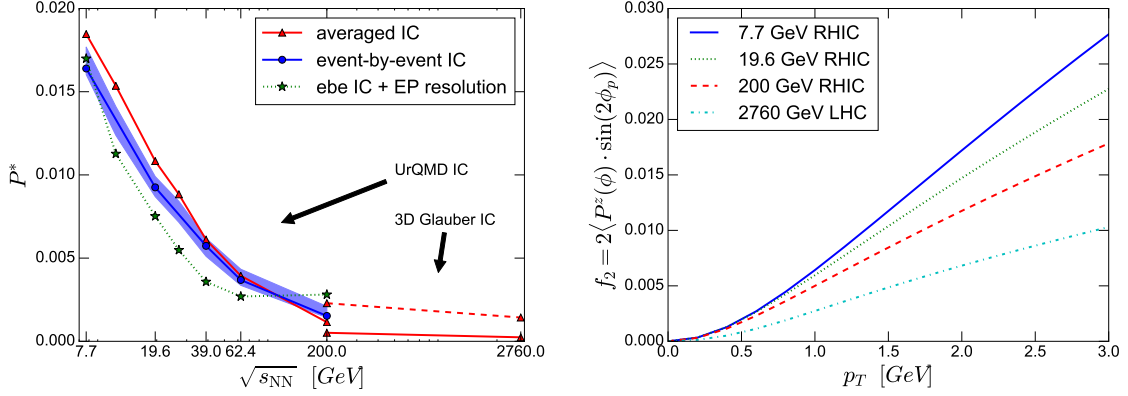 averaged IC
event-by-event IC
ebe IC + EP resolution
UrQMD IC
3D Glauber IC
P*
0.020
0.015
0.010
0.005
0.000
7.7 19.6 39.0 62.4 200.0 2760.0
√s_NN [GeV]
7.7 GeV RHIC
19.6 GeV RHIC
200 GeV RHIC
2760 GeV LHC
f₂ = 2⟨P^z(ϕ) · sin(2ϕ_p)⟩
0.030
0.025
0.020
0.015
0.010
0.005
0.000
0.0 0.5 1.0 1.5 2.0 2.5 3.0
p_T [GeV]